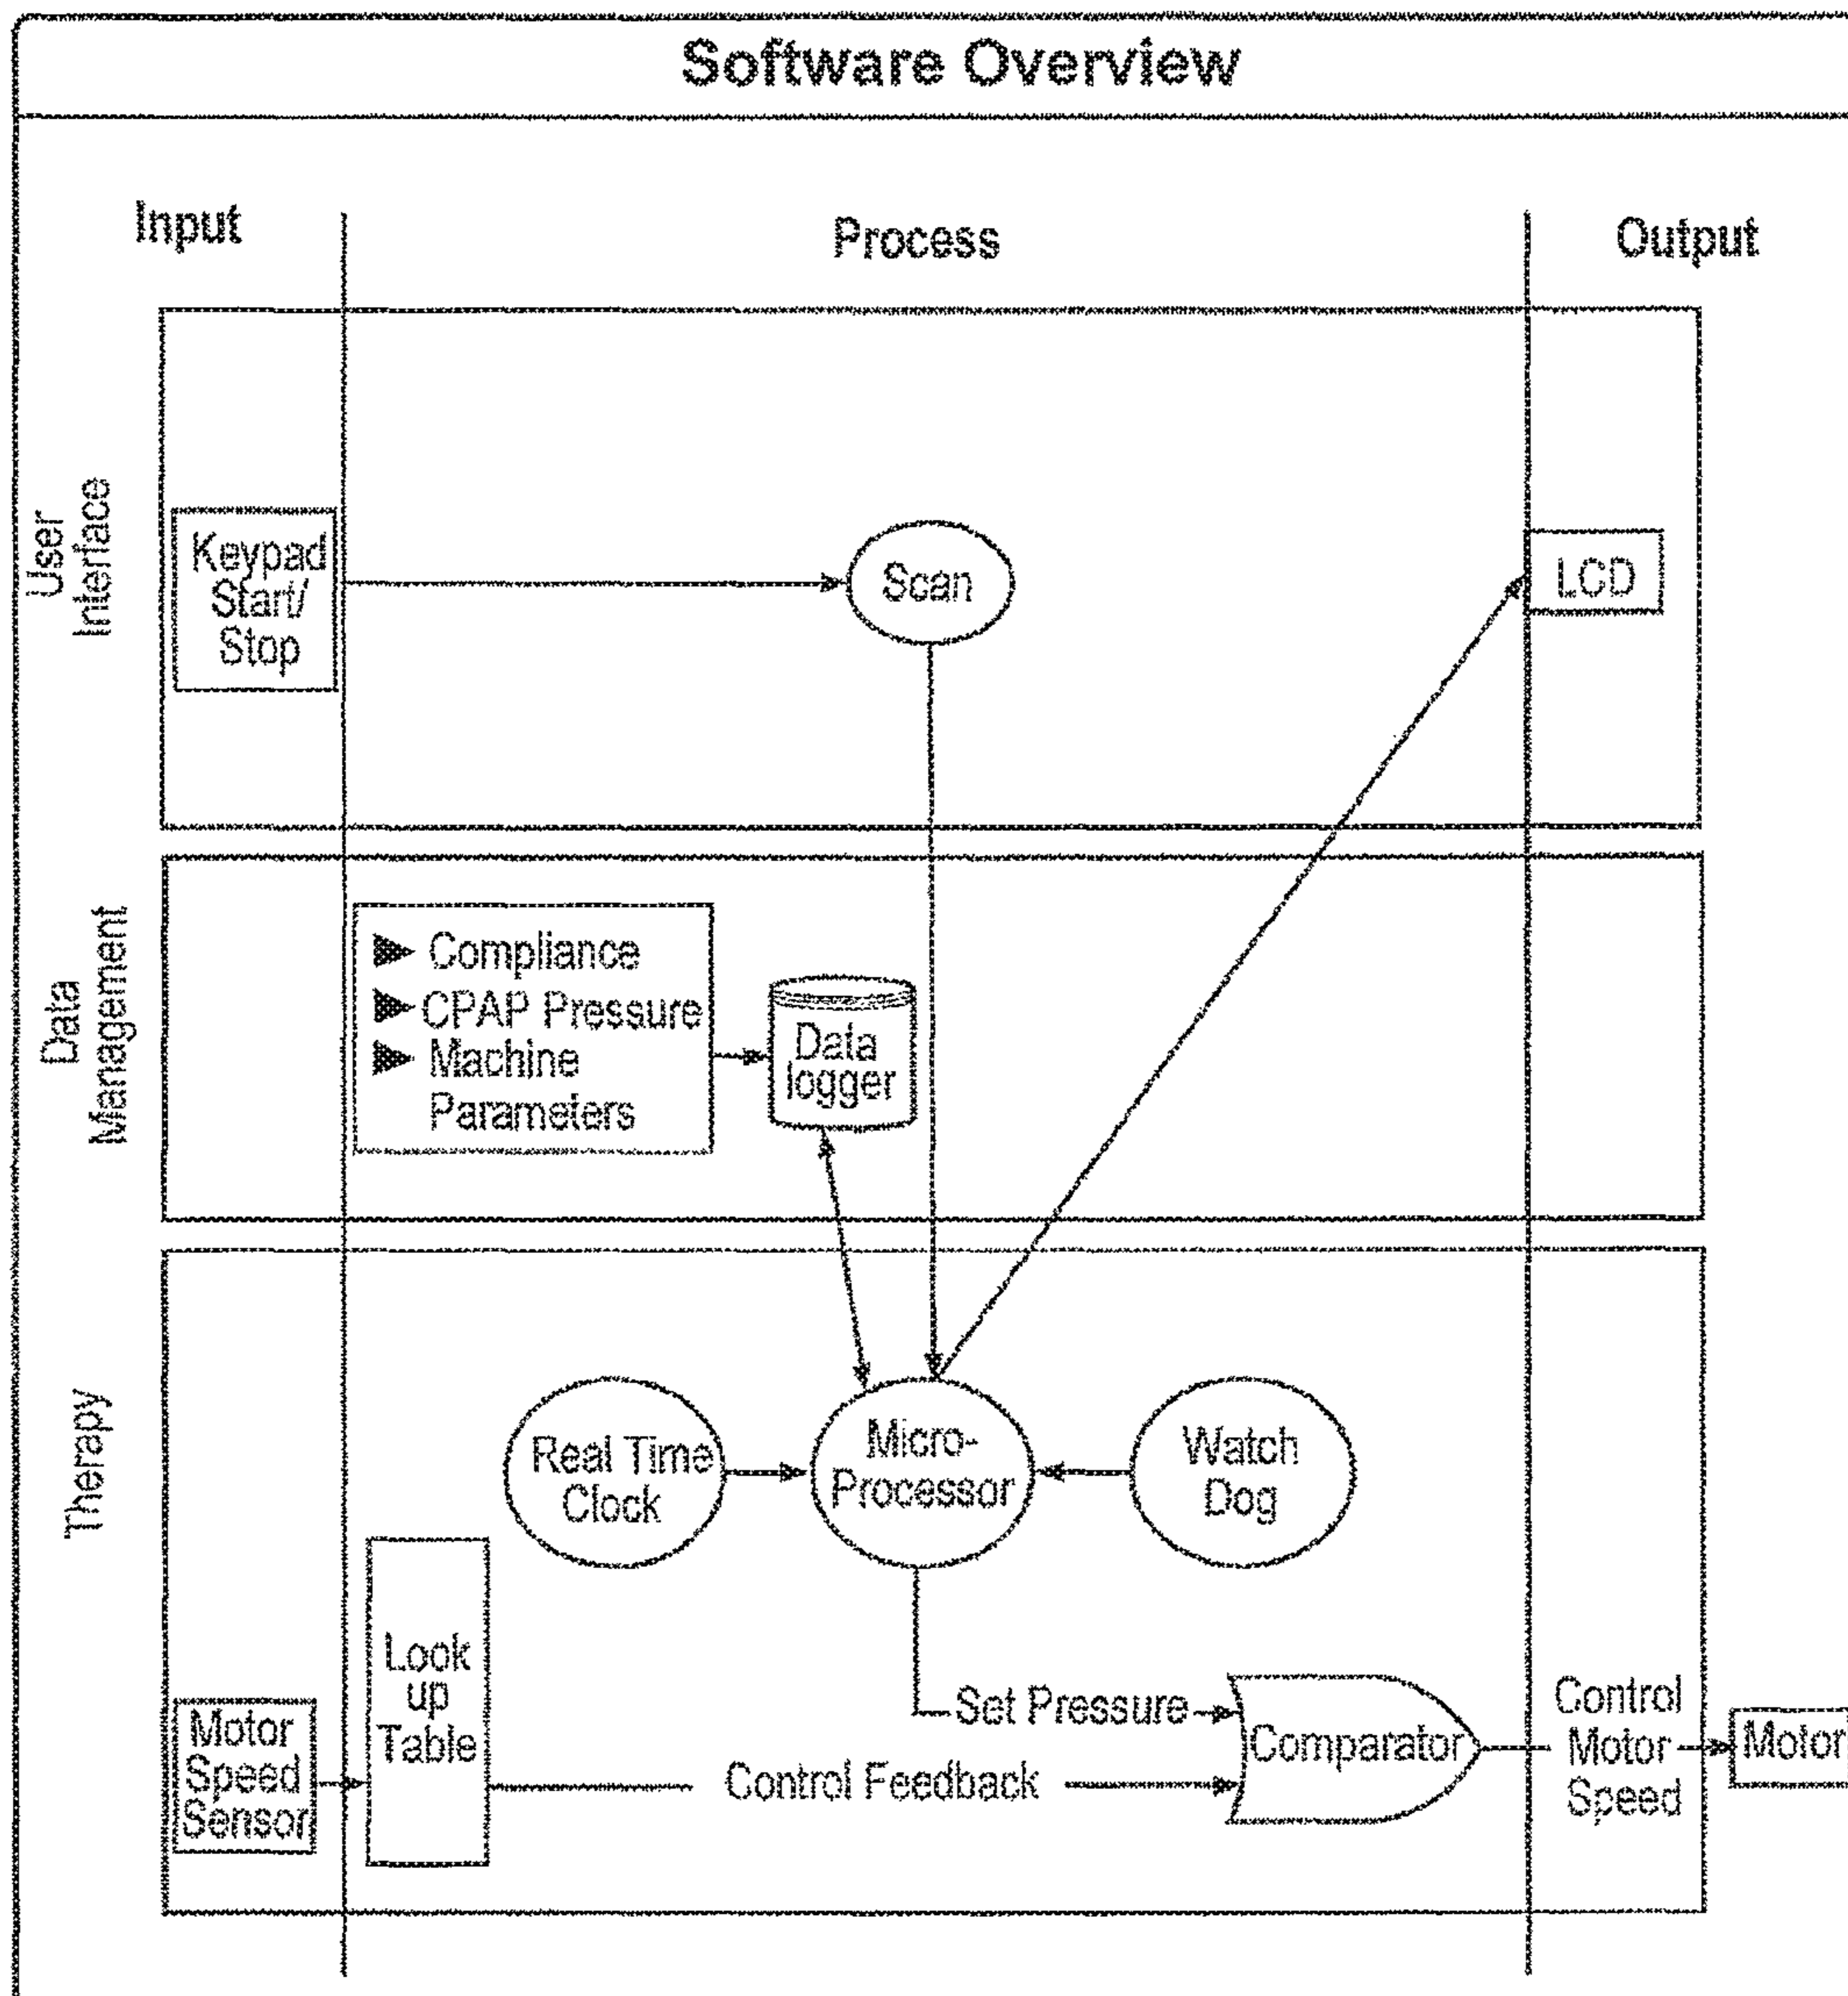 Software Overview
Input
Process
Output
User
Interface
Keypad
Start/
Stop
Scan
LCD
Data
Management
Compliance
CPAP Pressure
Machine
Parameters
Data
logger
Therapy
Real Time
Clock
Micro-
Processor
Watch
Dog
Look
up
Table
Motor
Speed
Sensor
Set Pressure
Control Feedback
Comparator
Control
Motor
Speed
Motor